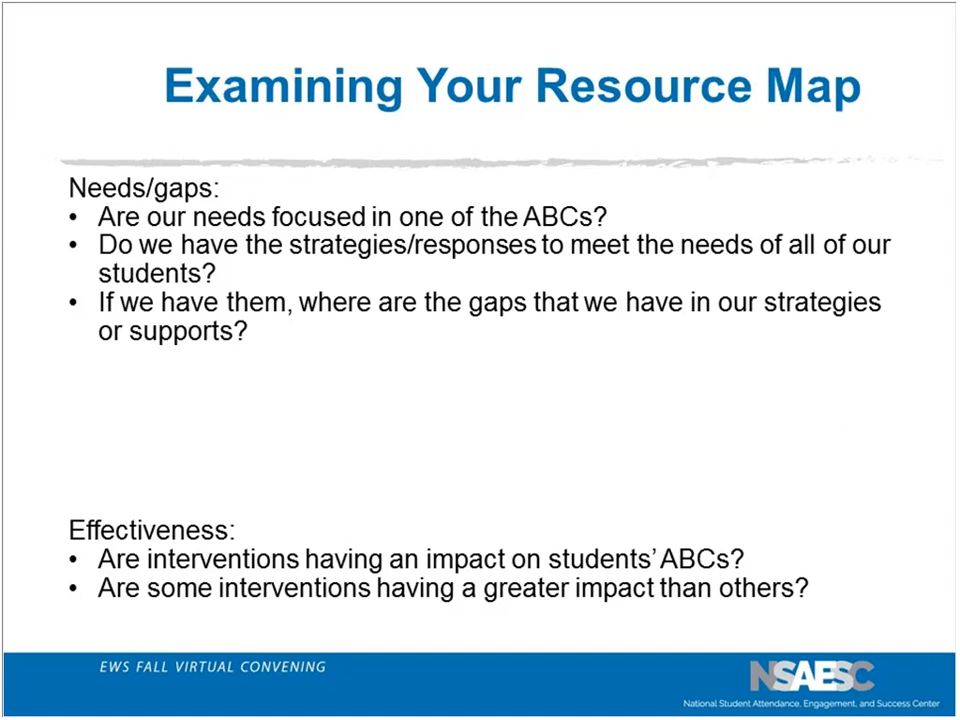 Examining Your Resource Map
Needs/gaps:
• Are our needs focused in one of the ABCs?
• Do we have the strategies/responses to meet the needs of all of our
students?
• If we have them, where are the gaps that we have in our strategies
or supports?
Effectiveness:
• Are interventions having an impact on students’ ABCs?
• Are some interventions having a greater impact than others?
EWS FALL VIRTUAL CONVENING
NSAESC
National Student Attendance, Engagement, and Success Center